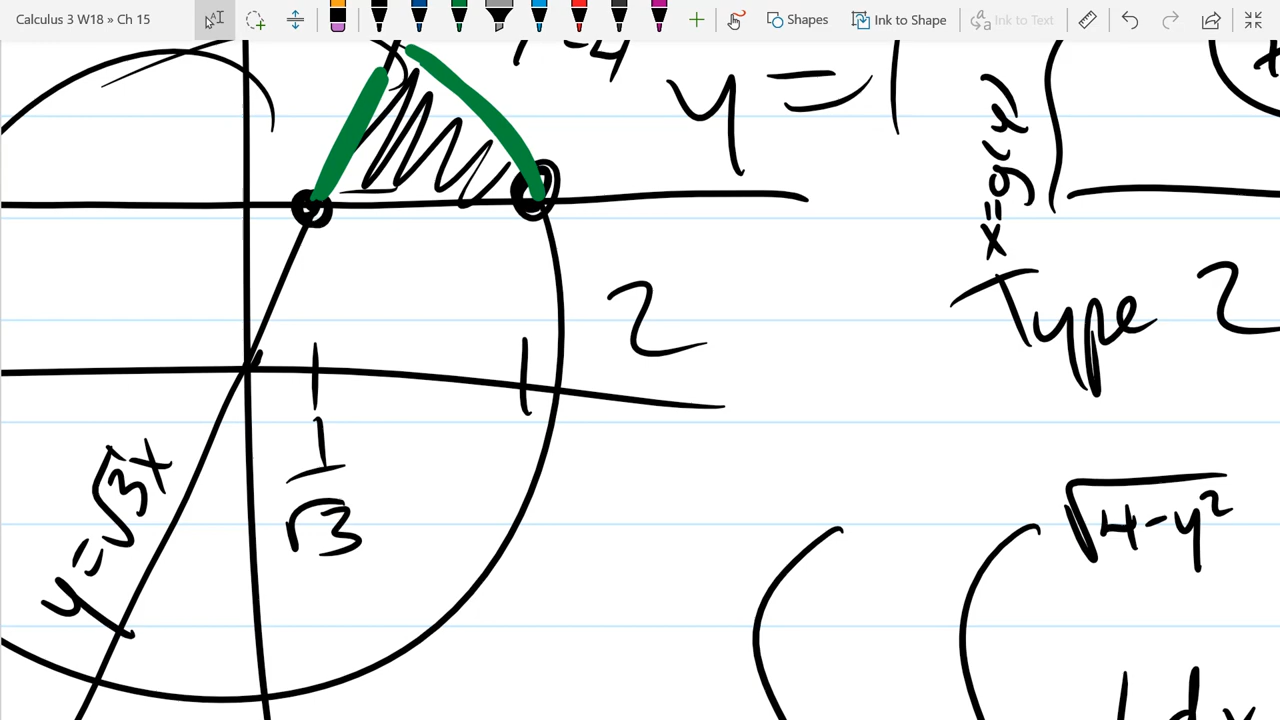 Calculus 3 W18 » Ch 15
Shapes
Ink to Shape
Ink to Text
= 4
y = 1
x = g(y)
Type 2
2
1
√3
y = √3x
√4-y²
1 dx